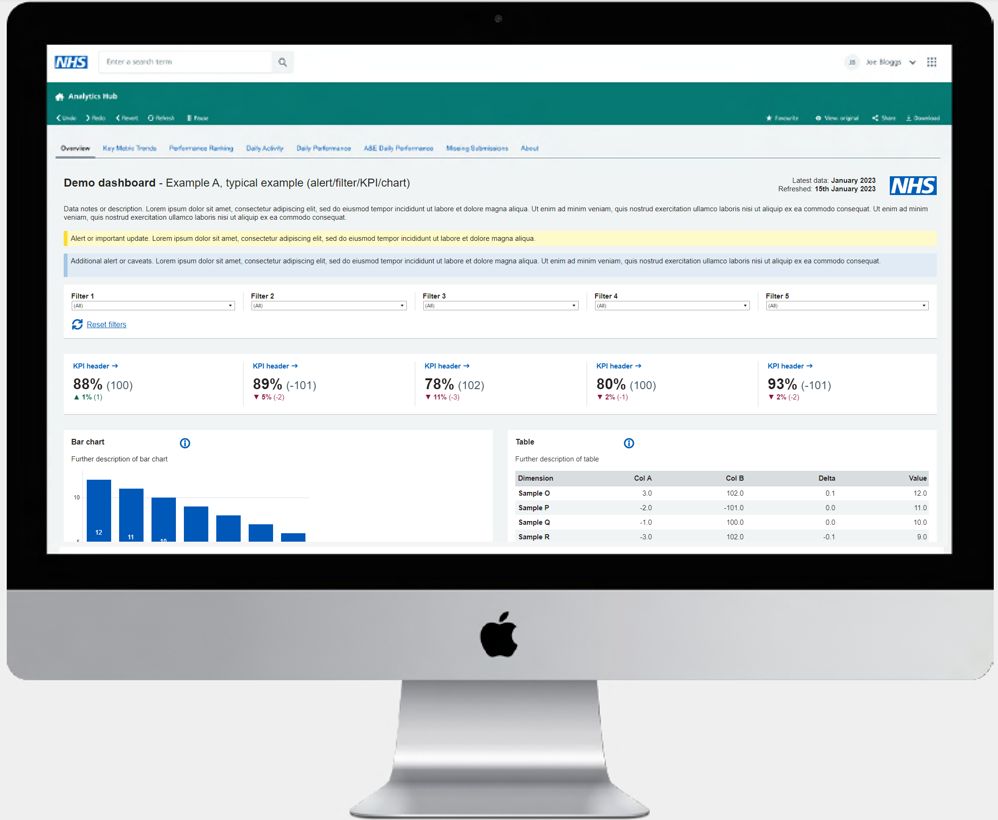 NHS
Enter a search term
JB Joe Bloggs
Analytics Hub
Undo Redo Revert Refresh Pause
Favourite View original Share Download
Overview Key Metric Trends Performance Ranking Daily Activity Daily Performance A&E Daily Performance Missing Submissions About
Demo dashboard - Example A, typical example (alert/filter/KPI/chart)
Latest data: January 2023
Refreshed: 15th January 2023
NHS
Data notes or description. Lorem ipsum dolor sit amet, consectetur adipiscing elit, sed do eiusmod tempor incididunt ut labore et dolore magna aliqua. Ut enim ad minim veniam, quis nostrud exercitation ullamco laboris nisi ut aliquip ex ea commodo consequat. Ut enim ad minim
veniam, quis nostrud exercitation ullamco laboris nisi ut aliquip ex ea commodo consequat.
Alert or important update. Lorem ipsum dolor sit amet, consectetur adipiscing elit, sed do eiusmod tempor incididunt ut labore et dolore magna aliqua.
Additional alert or caveats. Lorem ipsum dolor sit amet, consectetur adipiscing elit, sed do eiusmod tempor incididunt ut labore et dolore magna aliqua. Ut enim ad minim veniam, quis nostrud exercitation ullamco laboris nisi ut aliquip ex ea commodo consequat.
Filter 1 Filter 2 Filter 3 Filter 4 Filter 5
(All) (All) (All) (All) (All)
Reset filters
KPI header → KPI header → KPI header → KPI header → KPI header →
88% (100) 89% (-101) 78% (102) 80% (100) 93% (-101)
▲ 1% (1) ▼ 5% (-2) ▼ 11% (-3) ▼ 2% (-1) ▼ 2% (-2)
Bar chart
Further description of bar chart
10
12 11
Table
Further description of table
Dimension Col A Col B Delta Value
Sample O 3.0 102.0 0.1 12.0
Sample P -2.0 -101.0 0.0 11.0
Sample Q -1.0 100.0 0.0 10.0
Sample R -3.0 102.0 -0.1 9.0